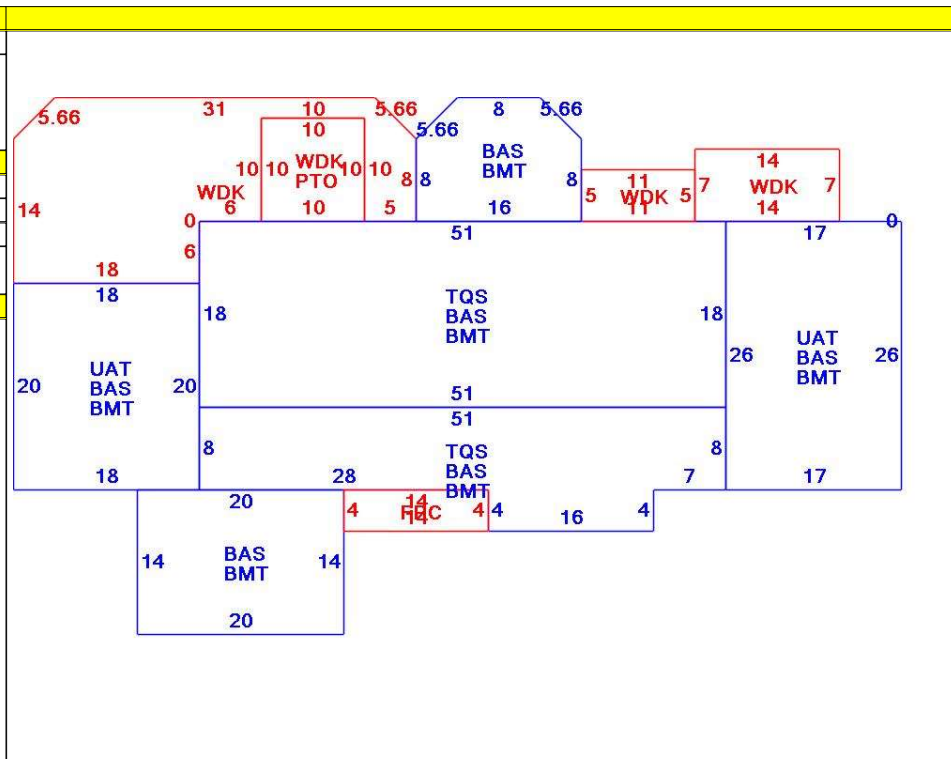 5.66 31 10 5.66 8 5.66
10 5.66
BAS
BMT
14
10 10 WDK 10 10 11 WDK
PTO 8 8 8 5 5 7 7
WDK WDK
14 6 10 5 16 11 14
0 51 17 0
6
18
18 TQS
18 BAS 18
BMT
UAT
BAS
BMT
26 26
UAT
BAS
BMT
20 20
51
51
8 TQS 8
BAS
BMT
18 28 7 17
20 14
4 FEC 4 4 4
14 16
BAS
BMT
14 14
20